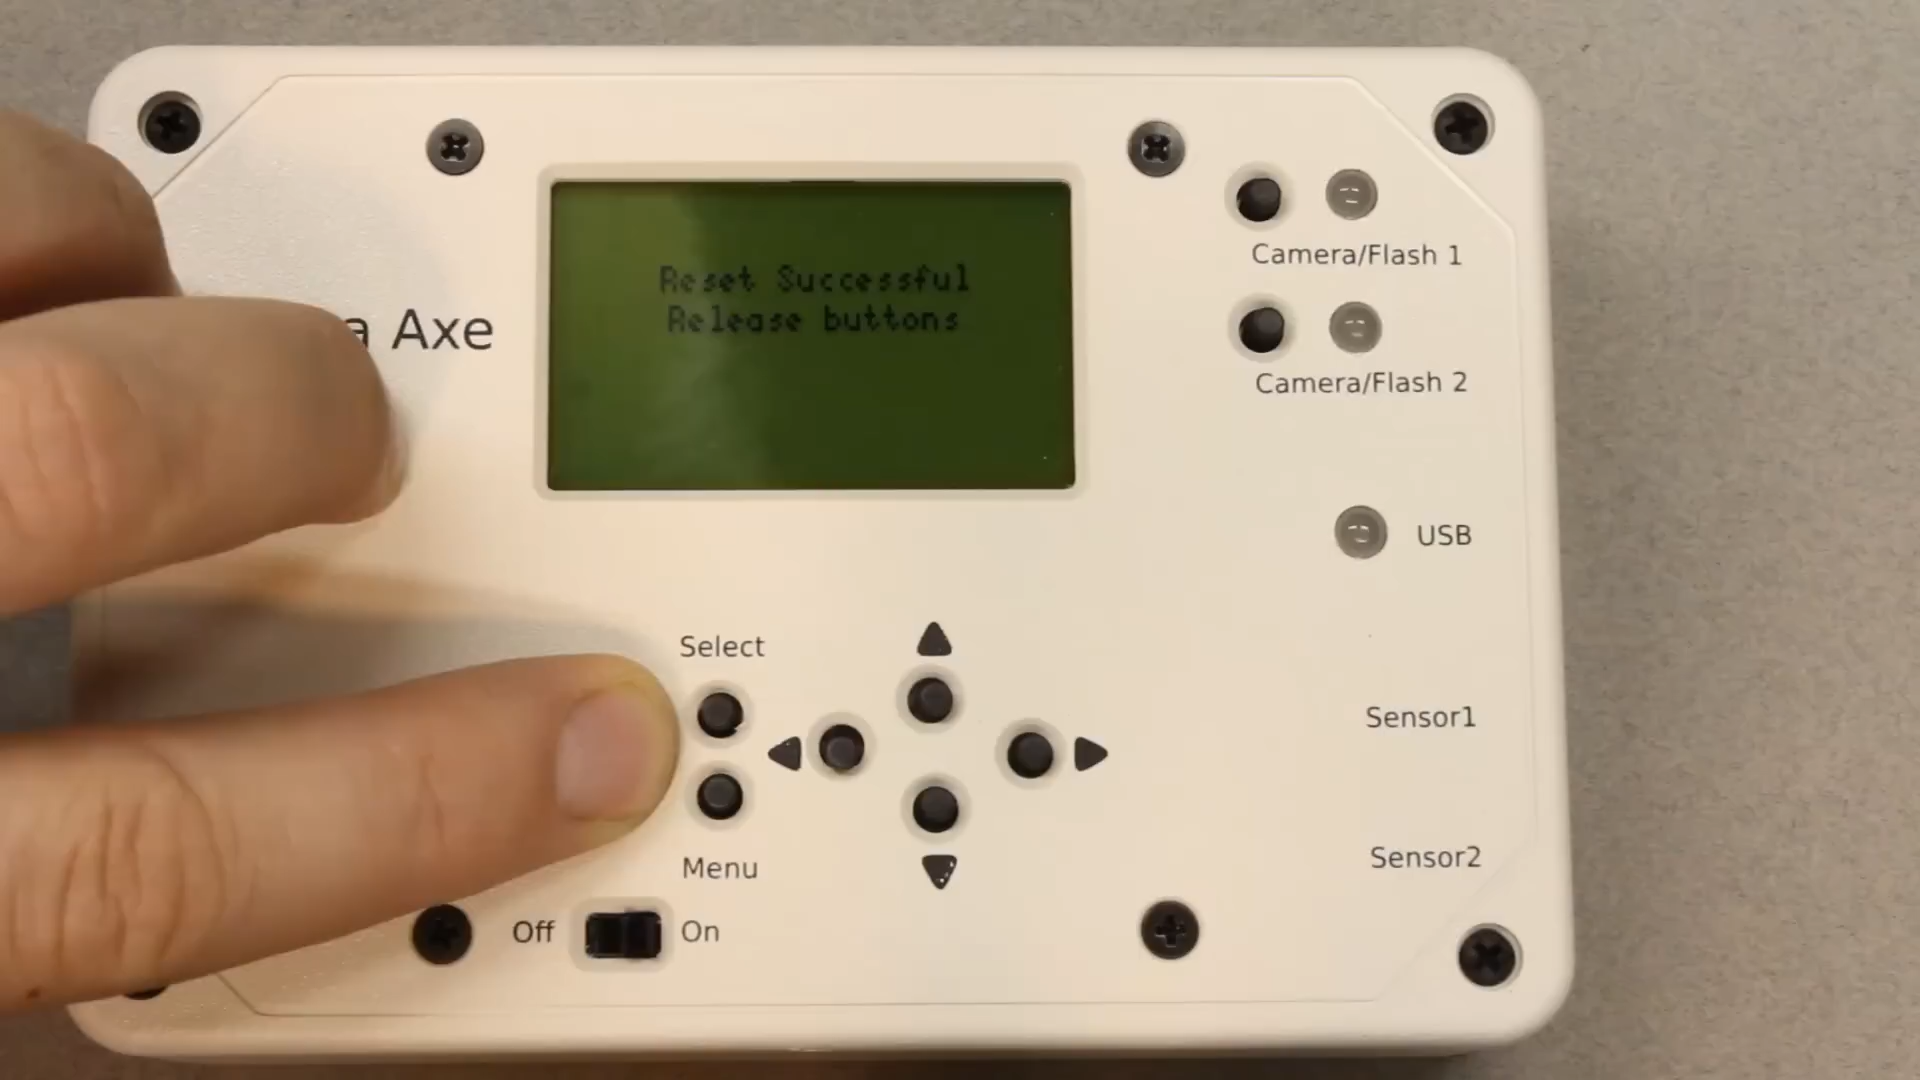 Reset Successful
Release buttons
a Axe
Camera/Flash 1
Camera/Flash 2
USB
Select
Sensor1
Sensor2
Menu
Off
On